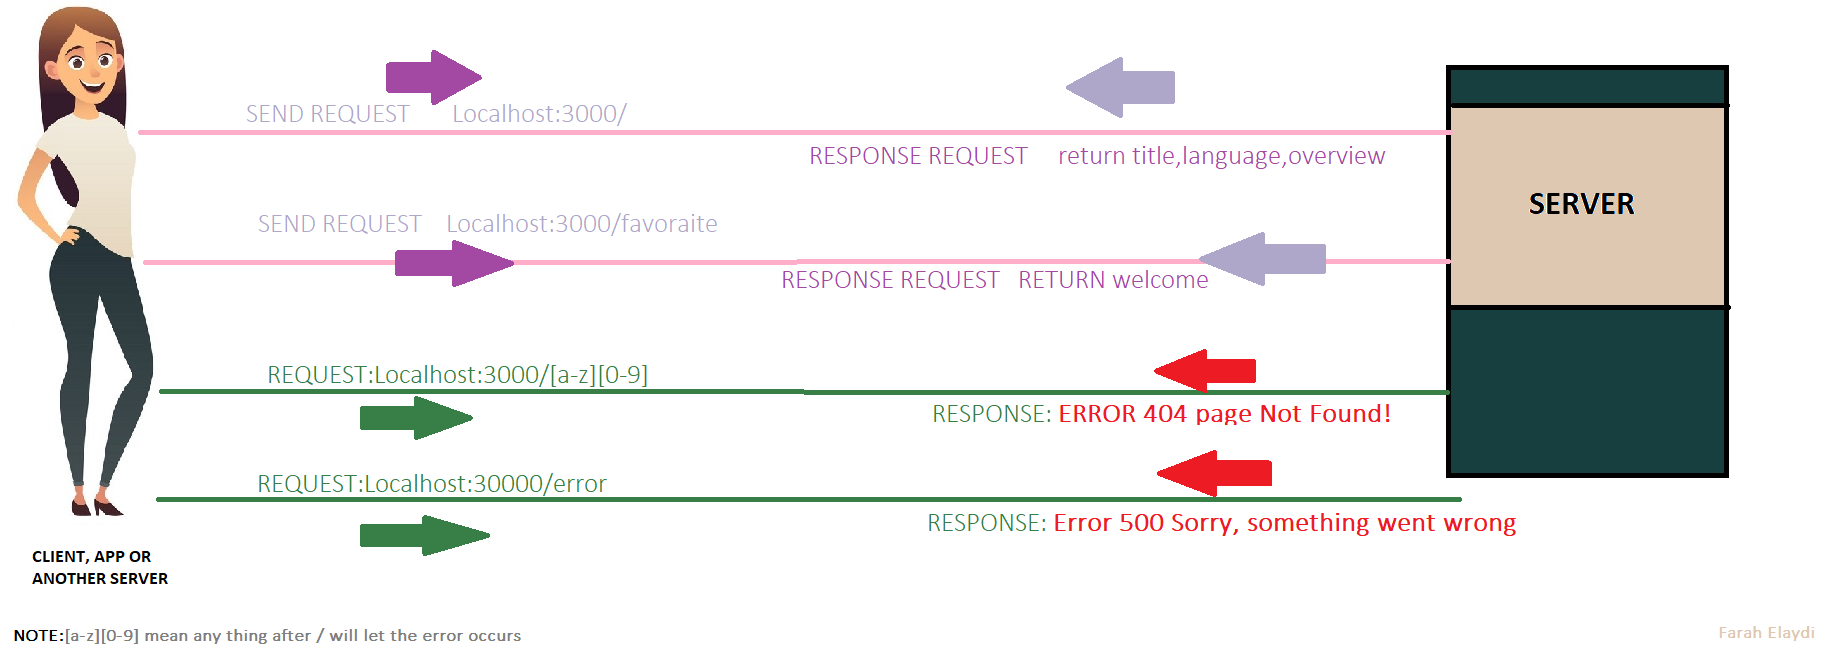 SEND REQUEST Localhost:3000/
RESPONSE REQUEST return title,language,overview
SERVER
SEND REQUEST Localhost:3000/favoraite
RESPONSE REQUEST RETURN welcome
REQUEST:Localhost:3000/[a-z][0-9]
RESPONSE: ERROR 404 page Not Found!
REQUEST:Localhost:30000/error
RESPONSE: Error 500 Sorry, something went wrong
CLIENT, APP OR
ANOTHER SERVER
NOTE:[a-z][0-9] mean any thing after / will let the error occurs
Farah Elaydi